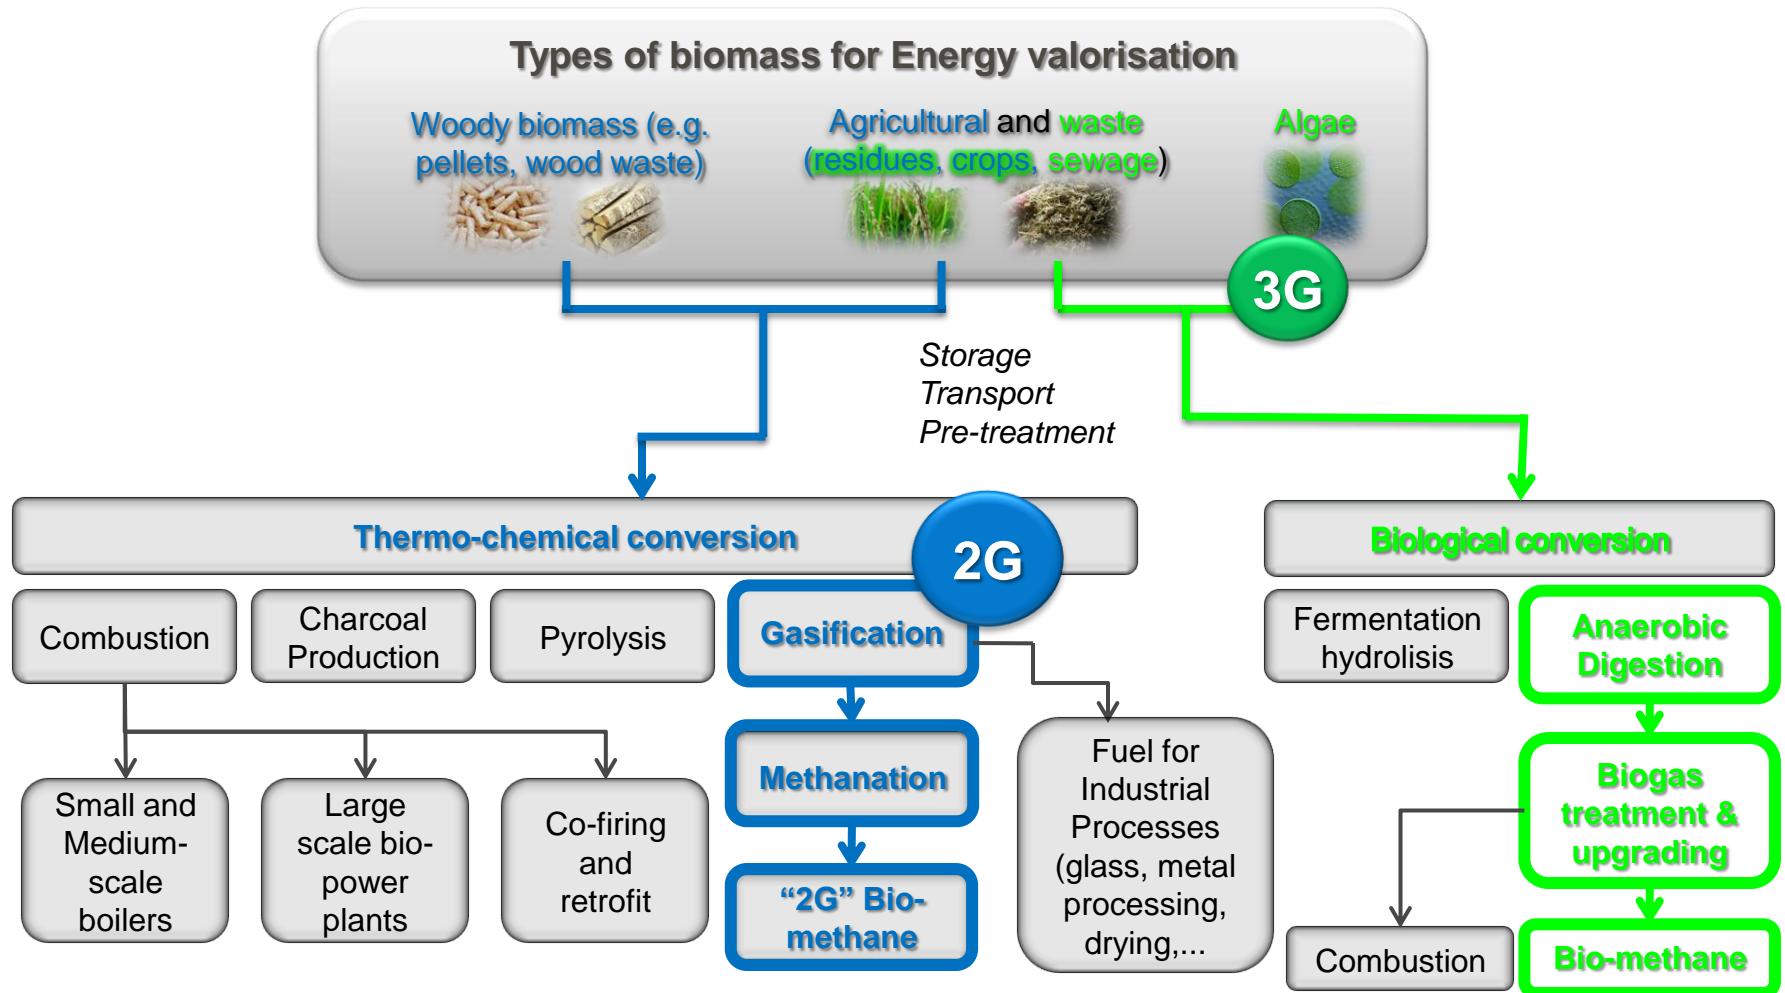 Types of biomass for Energy valorisation
Woody biomass (e.g.
pellets, wood waste)
Agricultural and waste
(residues, crops, sewage)
Algae
3G
Storage
Transport
Pre-treatment
Thermo-chemical conversion
2G
Biological conversion
Combustion
Charcoal
Production
Pyrolysis
Gasification
Fermentation
hydrolisis
Anaerobic
Digestion
Small and
Medium-
scale
boilers
Large
scale bio-
power
plants
Co-firing
and
retrofit
Methanation
“2G” Bio-
methane
Fuel for
Industrial
Processes
(glass, metal
processing,
drying,...
Biogas
treatment &
upgrading
Combustion
Bio-methane